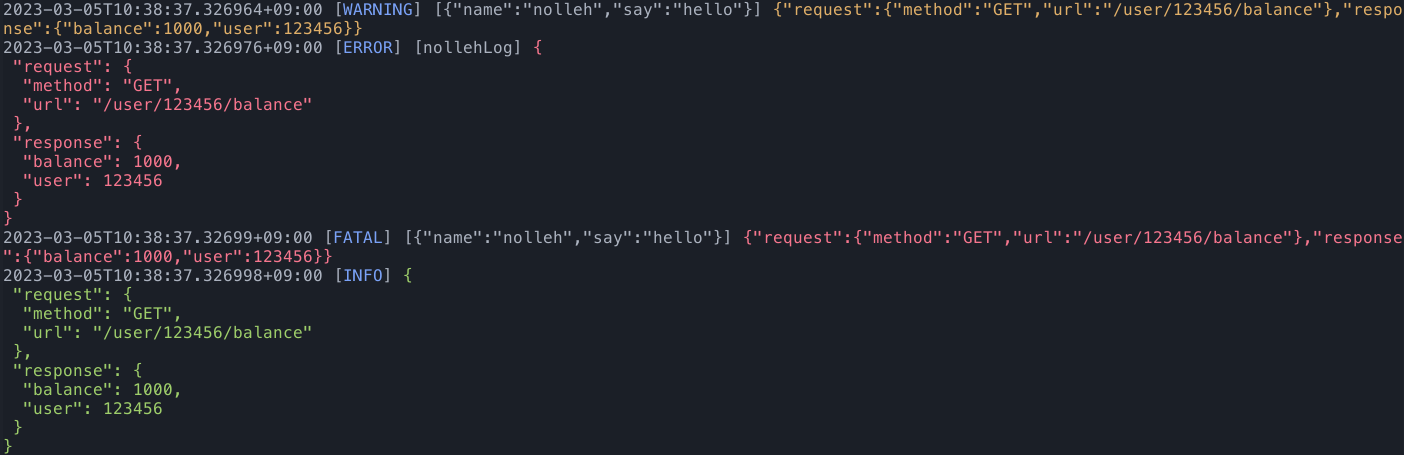 2023-03-05T10:38:37.326964+09:00 [WARNING] [{"name":"nolleh","say":"hello"}] {"request":{"method":"GET","url":"/user/123456/balance"},"respo
nse":{"balance":1000,"user":123456}}
2023-03-05T10:38:37.326976+09:00 [ERROR] [nollehLog] {
 "request": {
  "method": "GET",
  "url": "/user/123456/balance"
 },
 "response": {
  "balance": 1000,
  "user": 123456
 }
}
2023-03-05T10:38:37.32699+09:00 [FATAL] [{"name":"nolleh","say":"hello"}] {"request":{"method":"GET","url":"/user/123456/balance"},"response
":{"balance":1000,"user":123456}}
2023-03-05T10:38:37.326998+09:00 [INFO] {
 "request": {
  "method": "GET",
  "url": "/user/123456/balance"
 },
 "response": {
  "balance": 1000,
  "user": 123456
 }
}